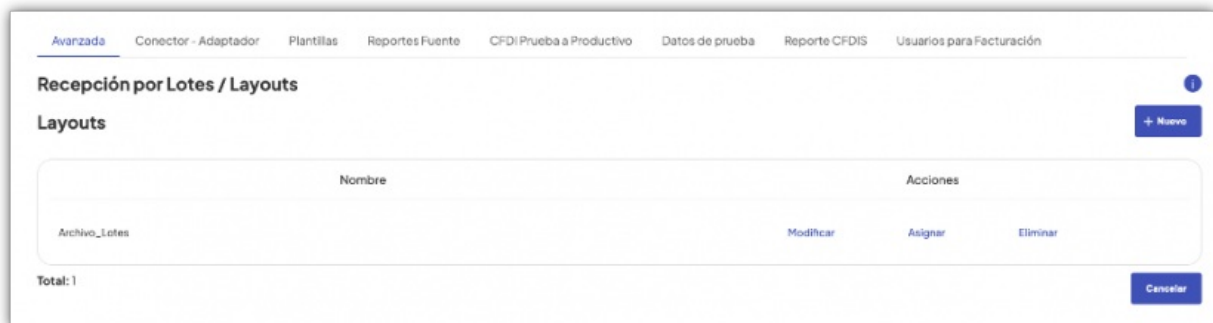 Avanzada Conector - Adaptador Plantillas Reportes Fuente CFDI Prueba a Productivo Datos de prueba Reporte CFDIS Usuarios para Facturación
Recepción por Lotes / Layouts
i
Layouts
+ Nuevo
Nombre Acciones
Archivo_Lotes Modificar Asignar Eliminar
Total: 1
Cancelar